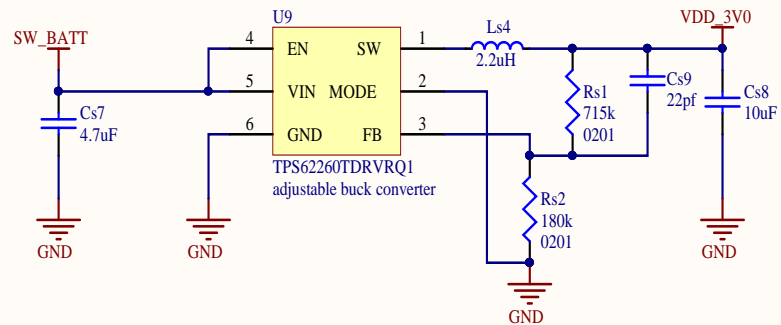 U9
Ls4
VDD_3V0
SW_BATT
4
EN
SW
1
2.2uH
5
VIN
MODE
2
Rs1
715k
0201
Cs9
22pf
Cs8
10uF
Cs7
4.7uF
6
GND
FB
3
TPS62260TDRVRQ1
adjustable buck converter
Rs2
180k
0201
GND
GND
GND
GND